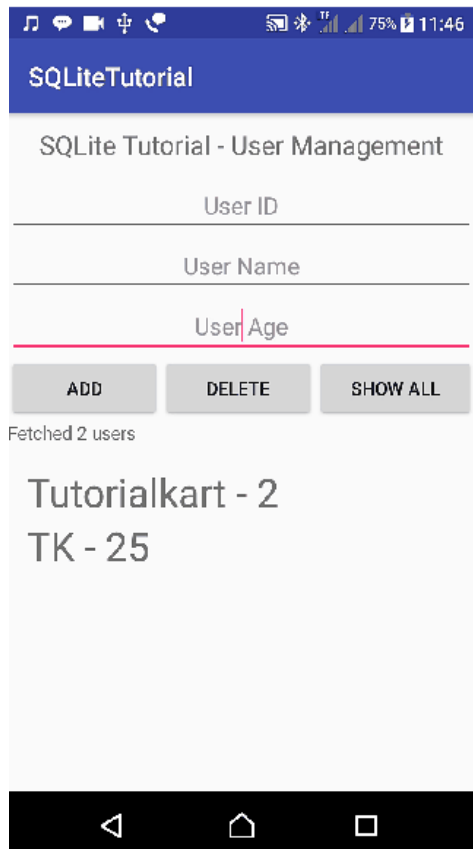 75% 11:46
SQLiteTutorial
SQLite Tutorial - User Management
User ID
User Name
User Age
ADD DELETE SHOW ALL
Fetched 2 users
Tutorialkart - 2
TK - 25